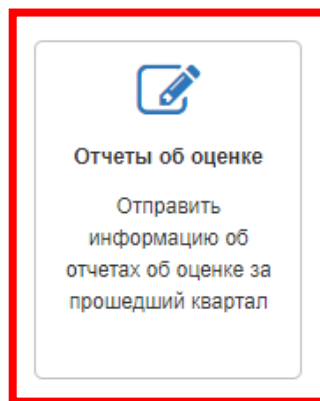 Отчеты об оценке
Отправить
информацию об
отчетах об оценке за
прошедший квартал